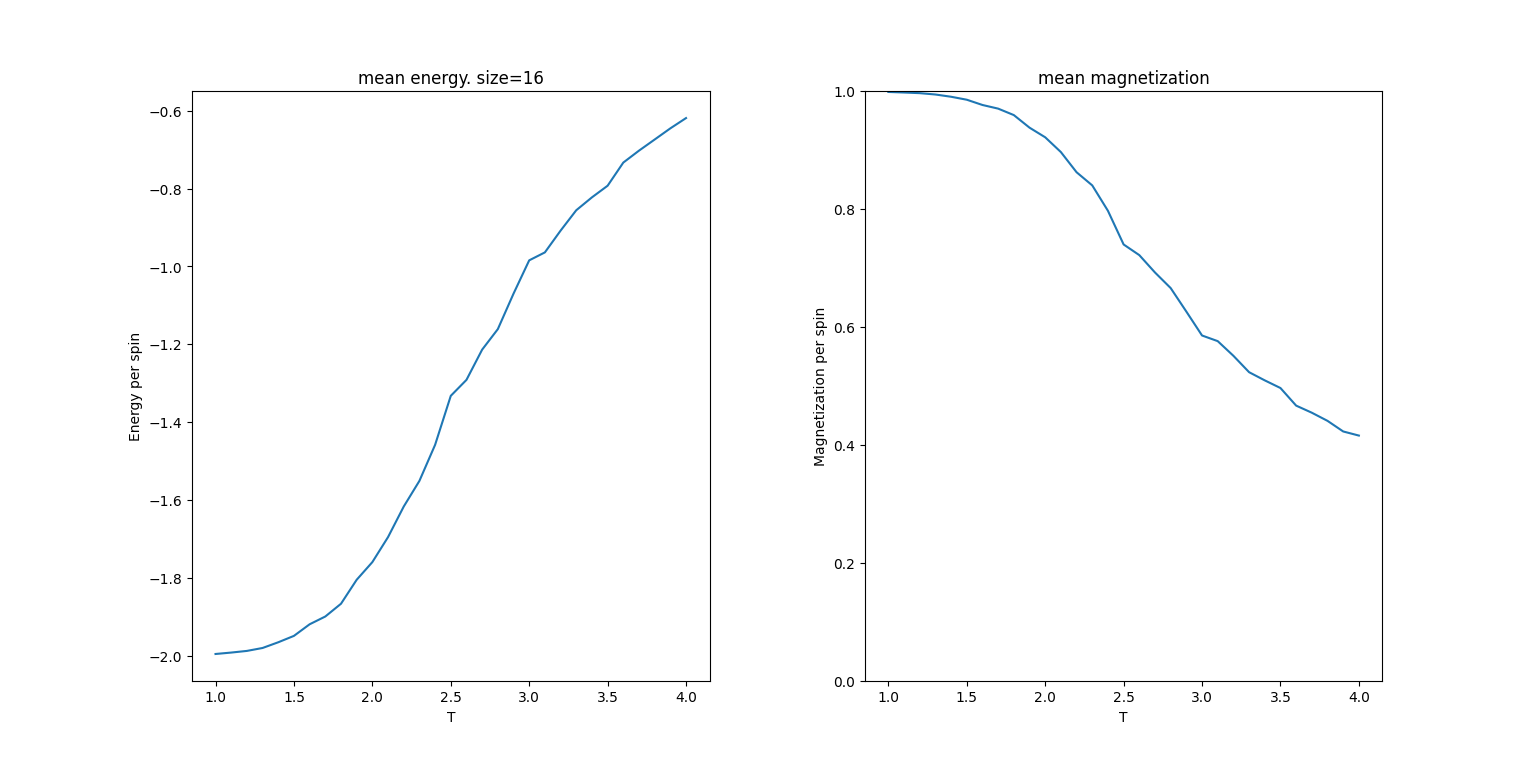 mean energy. size=16
Energy per spin
−0.6
−0.8
−1.0
−1.2
−1.4
−1.6
−1.8
−2.0
1.0 1.5 2.0 2.5 3.0 3.5 4.0
T
mean magnetization
Magnetization per spin
1.0
0.8
0.6
0.4
0.2
0.0
1.0 1.5 2.0 2.5 3.0 3.5 4.0
T